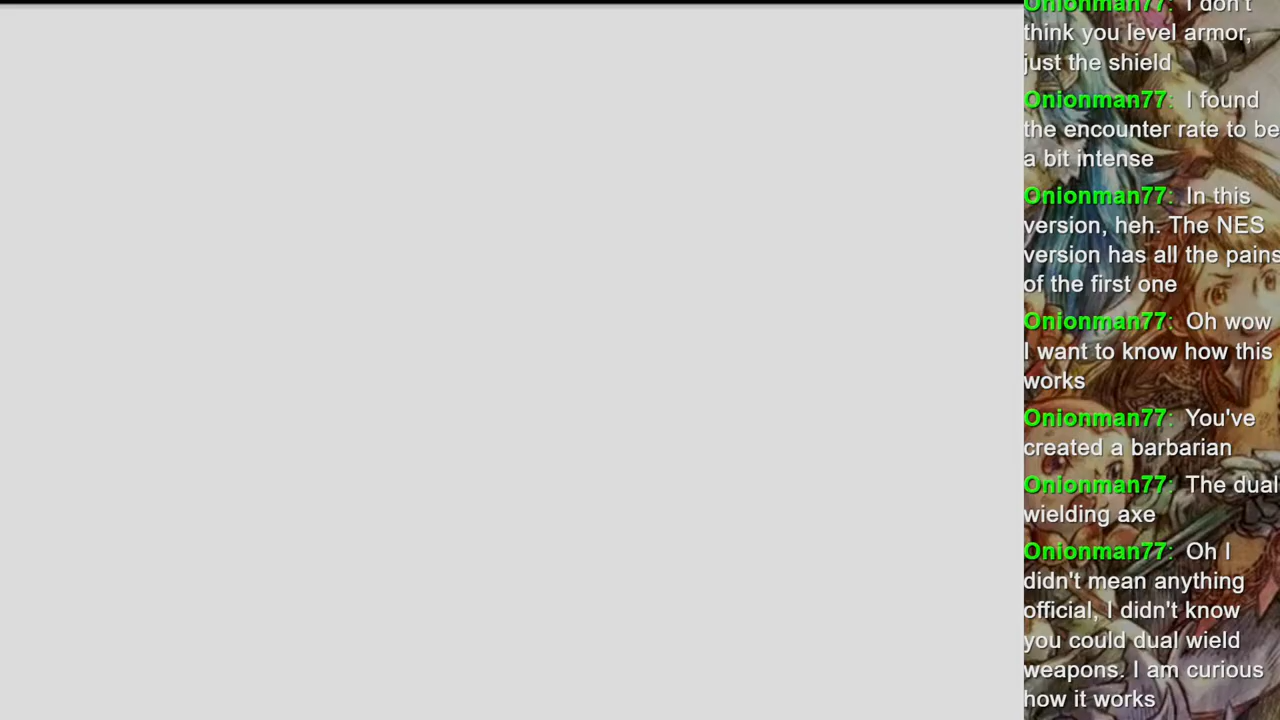 Onionman77: I don't
think you level armor,
just the shield
Onionman77: I found
the encounter rate to be
a bit intense
Onionman77: In this
version, heh. The NES
version has all the pains
of the first one
Onionman77: Oh wow
I want to know how this
works
Onionman77: You've
created a barbarian
Onionman77: The dual
wielding axe
Onionman77: Oh I
didn't mean anything
official, I didn't know
you could dual wield
weapons. I am curious
how it works